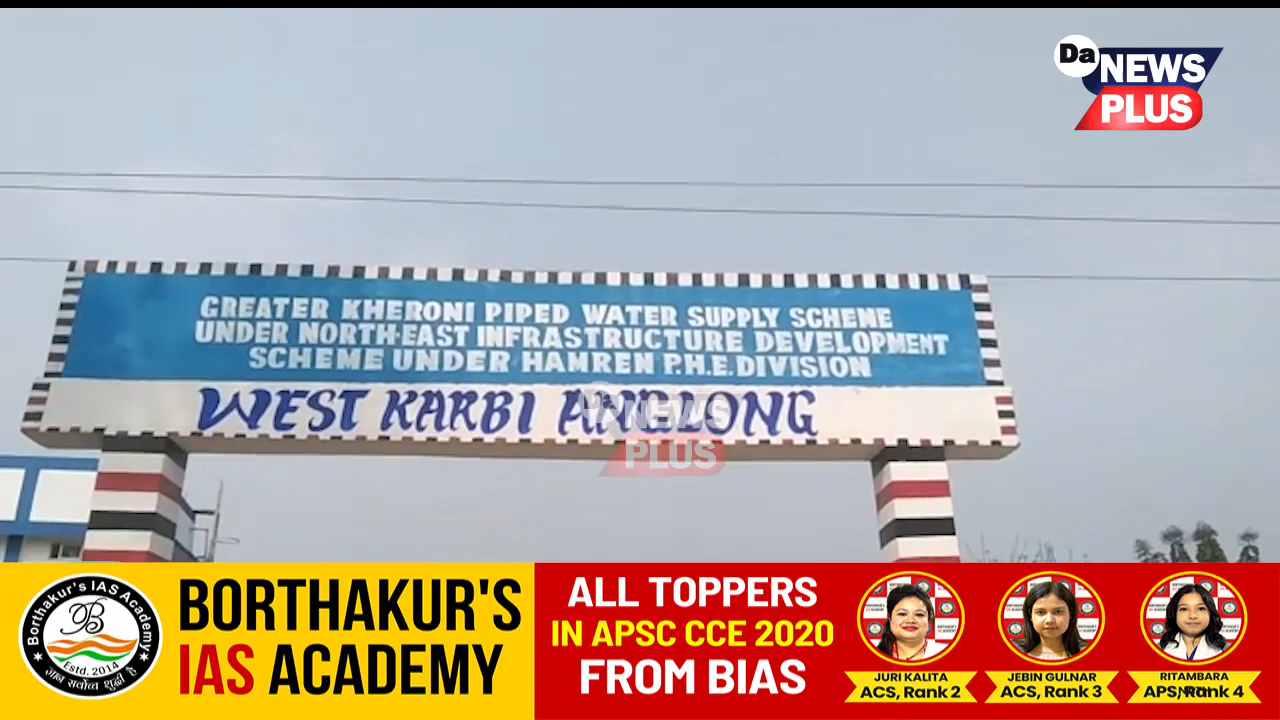 Da
NEWS
PLUS
GREATER KHERONI PIPED WATER SUPPLY SCHEME
UNDER NORTH-EAST INFRASTRUCTURE DEVELOPMENT
SCHEME UNDER HAMREN P.H.E. DIVISION
WEST KARBI ANGLONG
Da
NEWS
PLUS
Borthakur's IAS Academy
B
Estd. 2014
ज्ञान सर्वोच्च शुद्धी है
BORTHAKUR'S
IAS ACADEMY
ALL TOPPERS
IN APSC CCE 2020
FROM BIAS
JURI KALITA
ACS, Rank 2
JEBIN GULNAR
ACS, Rank 3
RITAMBARA
APS, Rank 4